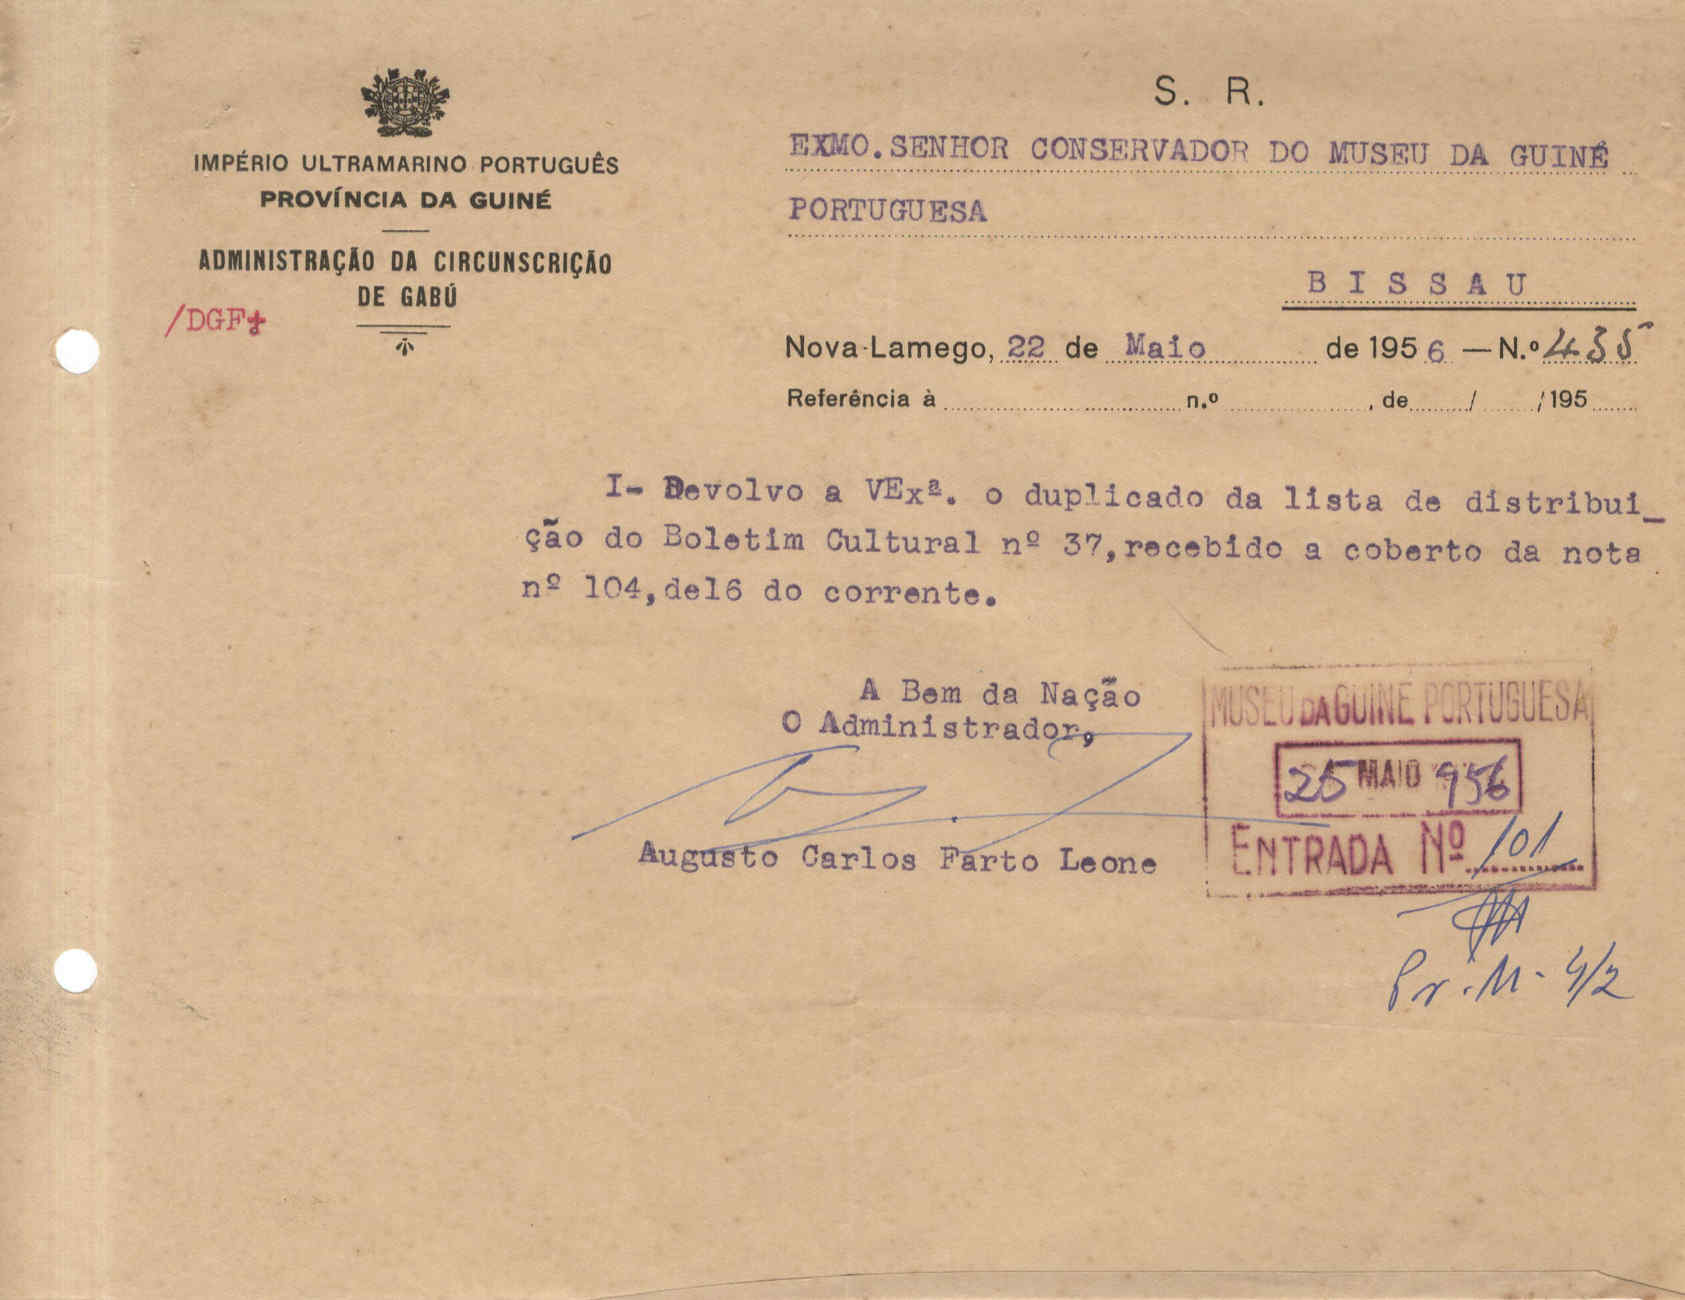 S. R.
IMPÉRIO ULTRAMARINO PORTUGUÊS
PROVÍNCIA DA GUINÉ
ADMINISTRAÇÃO DA CIRCUNSCRIÇÃO
DE GABÚ
/DGF
EXMO.SENHOR CONSERVADOR DO MUSEU DA GUINÉ
PORTUGUESA
BISSAU
Nova-Lamego, 22 de Maio de 1956 — N.º 435
Referência à n.º , de / /195
I- Devolvo a VExª. o duplicado da lista de distribui_
ção do Boletim Cultural nº 37,recebido a coberto da nota
nº 104,de16 do corrente.
A Bem da Nação
O Administrador,
Augusto Carlos Farto Leone
MUSEU DA GUINÉ PORTUGUESA
25 MAIO 956
ENTRADA Nº 101
Pr. M- 4/2